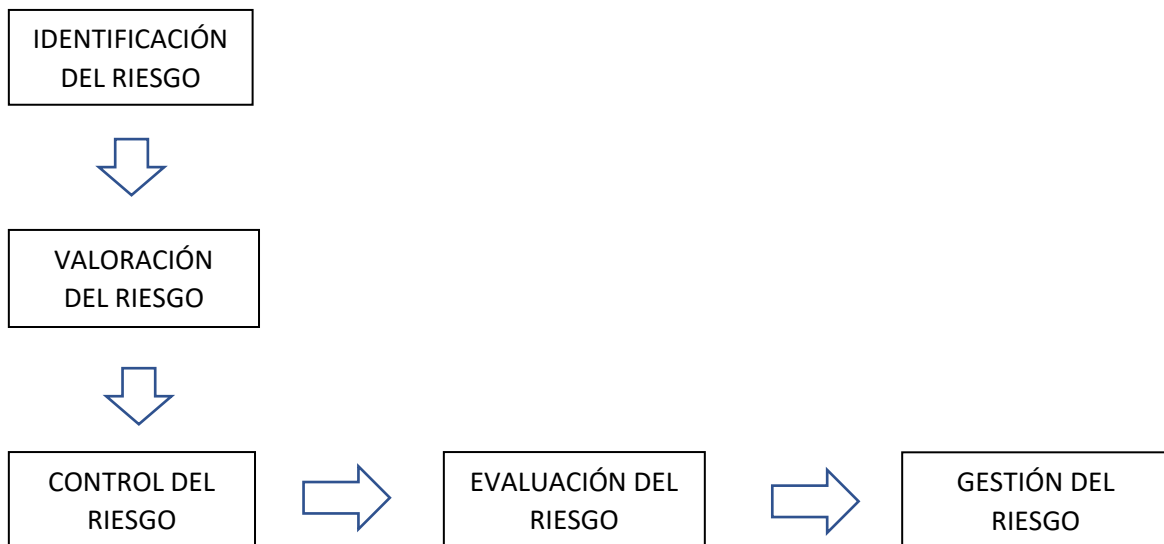 IDENTIFICACIÓN
DEL RIESGO
VALORACIÓN
DEL RIESGO
CONTROL DEL
RIESGO
EVALUACIÓN DEL
RIESGO
GESTIÓN DEL
RIESGO